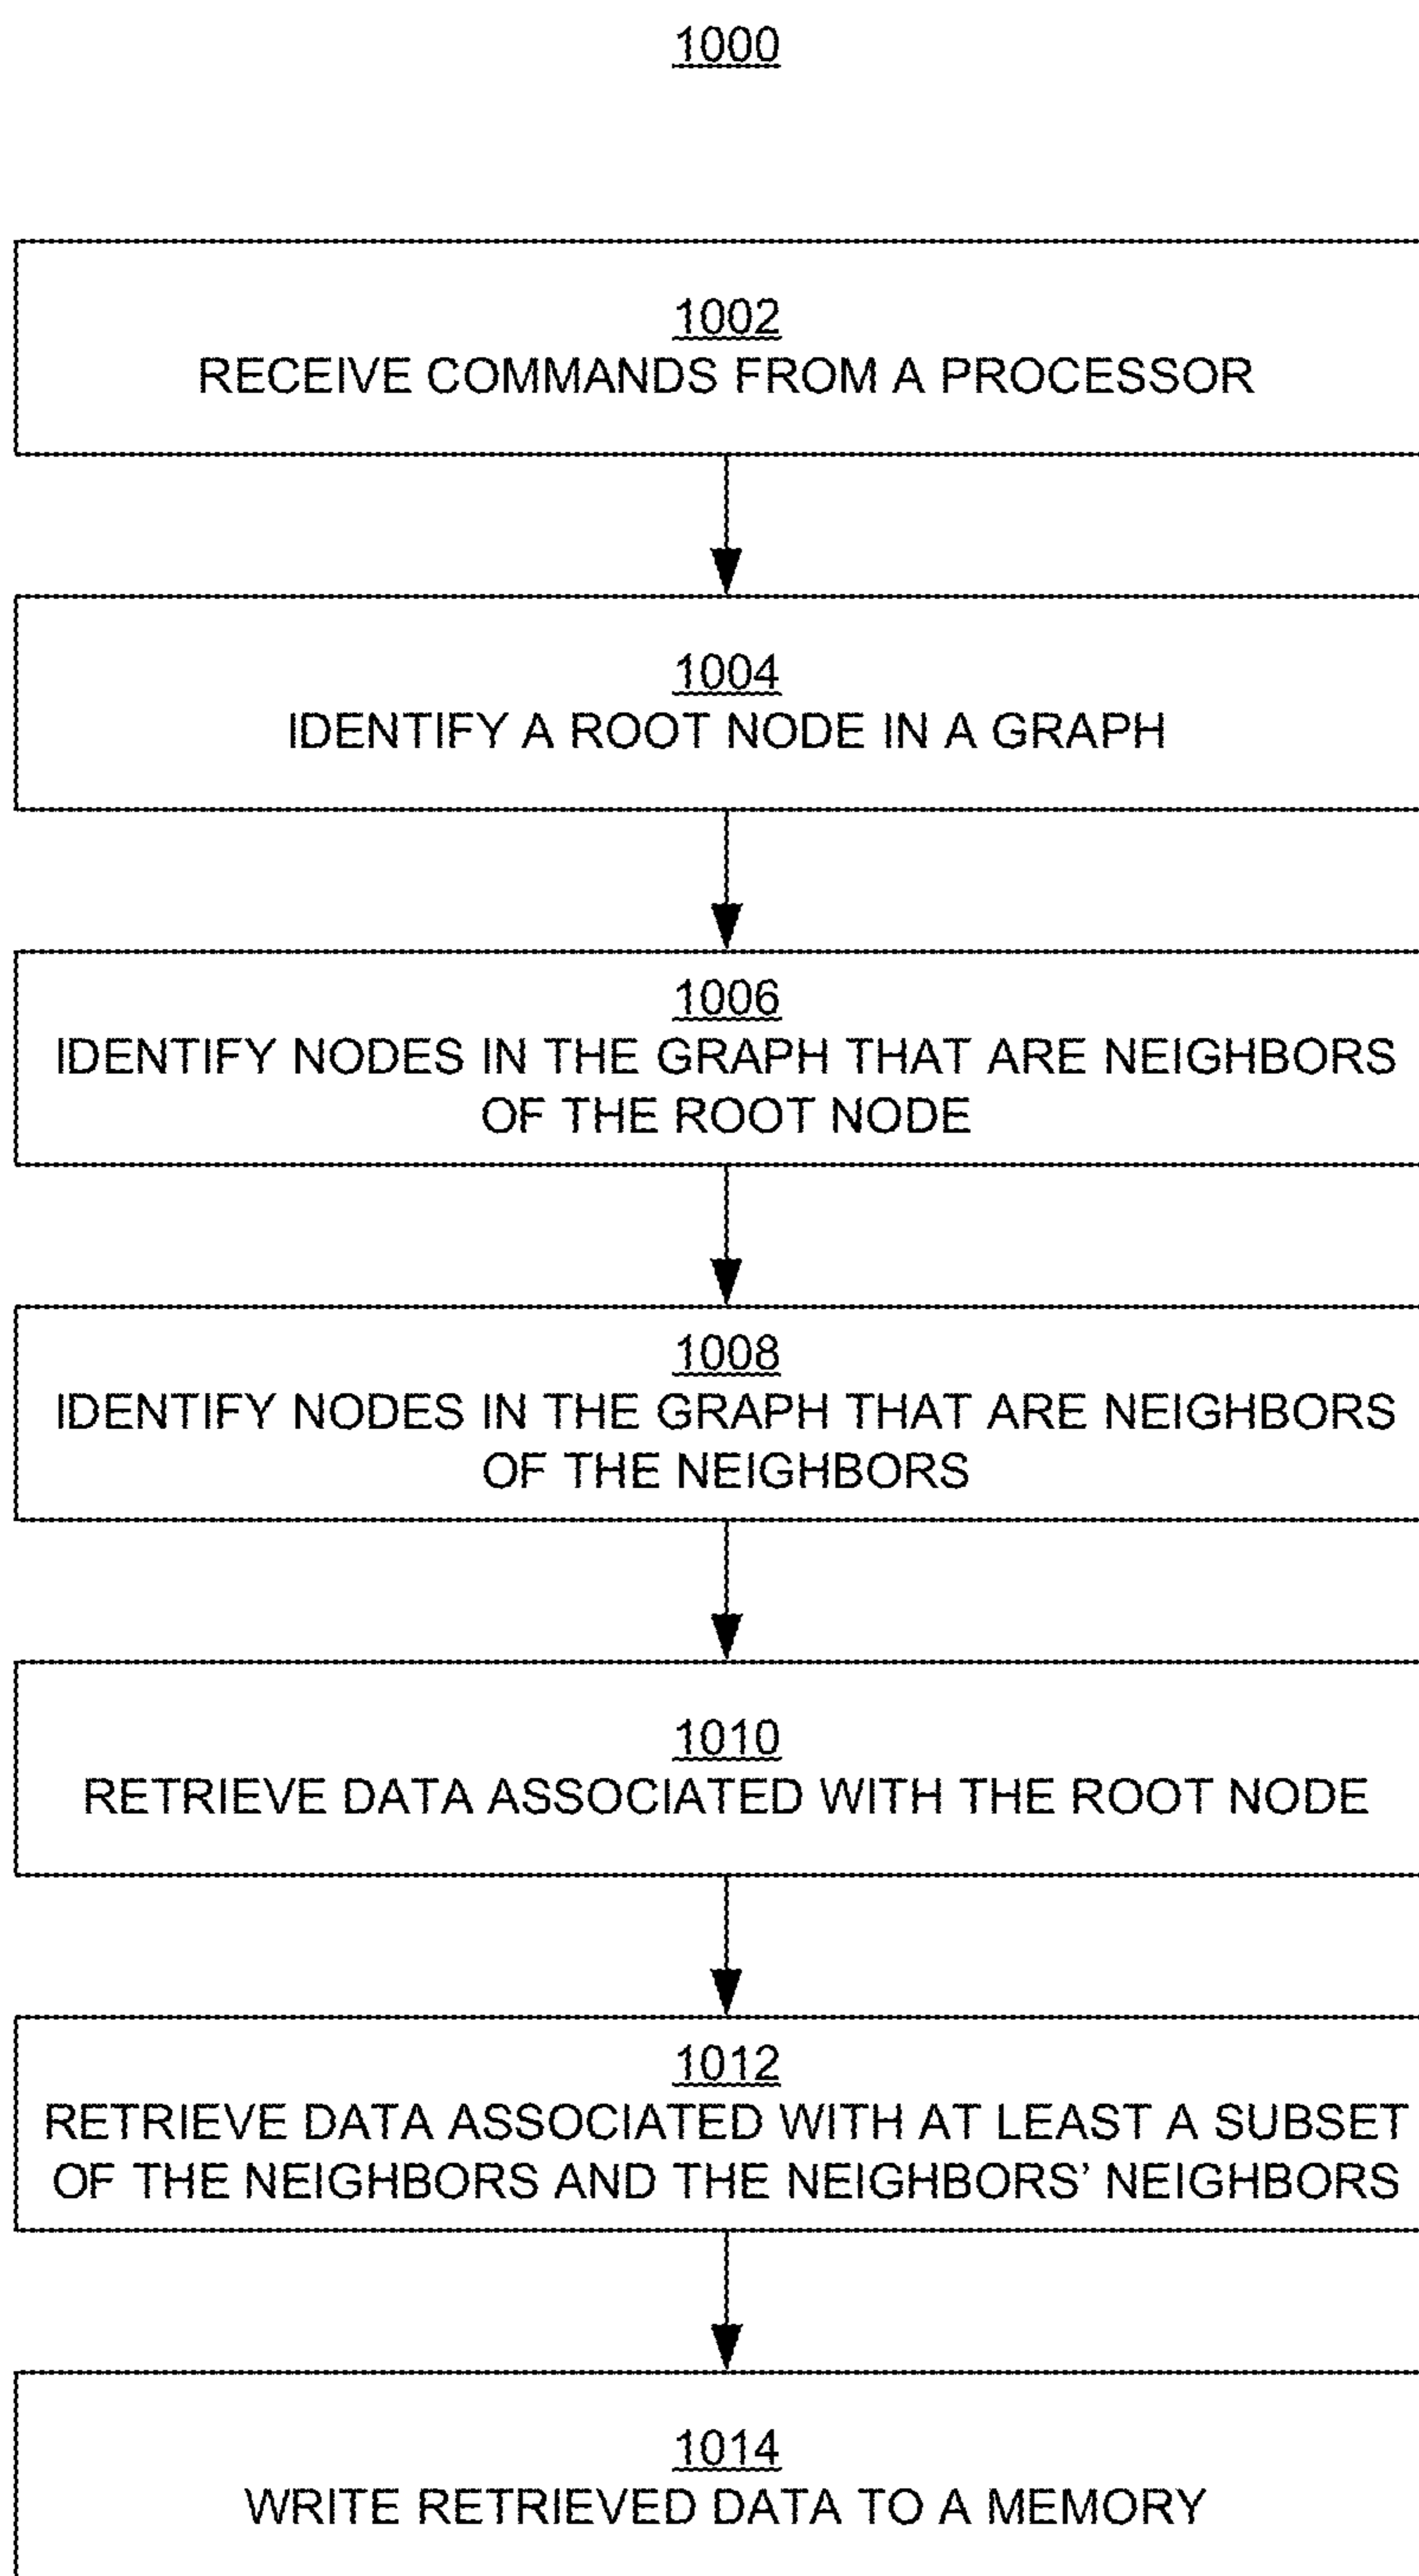 1000
1002
RECEIVE COMMANDS FROM A PROCESSOR
1004
IDENTIFY A ROOT NODE IN A GRAPH
1006
IDENTIFY NODES IN THE GRAPH THAT ARE NEIGHBORS
OF THE ROOT NODE
1008
IDENTIFY NODES IN THE GRAPH THAT ARE NEIGHBORS
OF THE NEIGHBORS
1010
RETRIEVE DATA ASSOCIATED WITH THE ROOT NODE
1012
RETRIEVE DATA ASSOCIATED WITH AT LEAST A SUBSET
OF THE NEIGHBORS AND THE NEIGHBORS’ NEIGHBORS
1014
WRITE RETRIEVED DATA TO A MEMORY